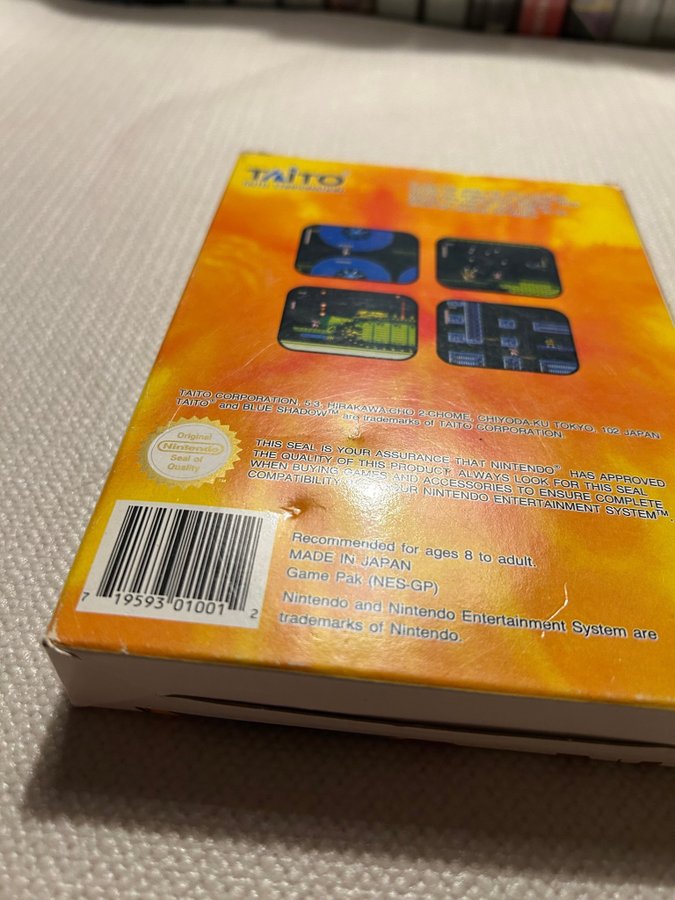 TAITO®
TAITO CORPORATION
TAITO CORPORATION, 5-3, HIRAKAWA-CHO 2-CHOME, CHIYODA-KU TOKYO, 102 JAPAN
TAITO® and BLUE SHADOW™ are trademarks of TAITO CORPORATION.
Original
Nintendo
Seal of
Quality
THIS SEAL IS YOUR ASSURANCE THAT NINTENDO® HAS APPROVED
THE QUALITY OF THIS PRODUCT. ALWAYS LOOK FOR THIS SEAL
WHEN BUYING GAMES AND ACCESSORIES TO ENSURE COMPLETE
COMPATIBILITY WITH YOUR NINTENDO ENTERTAINMENT SYSTEM™.
7 19593 01001 2
Recommended for ages 8 to adult.
MADE IN JAPAN
Game Pak (NES-GP)
Nintendo and Nintendo Entertainment System are
trademarks of Nintendo.